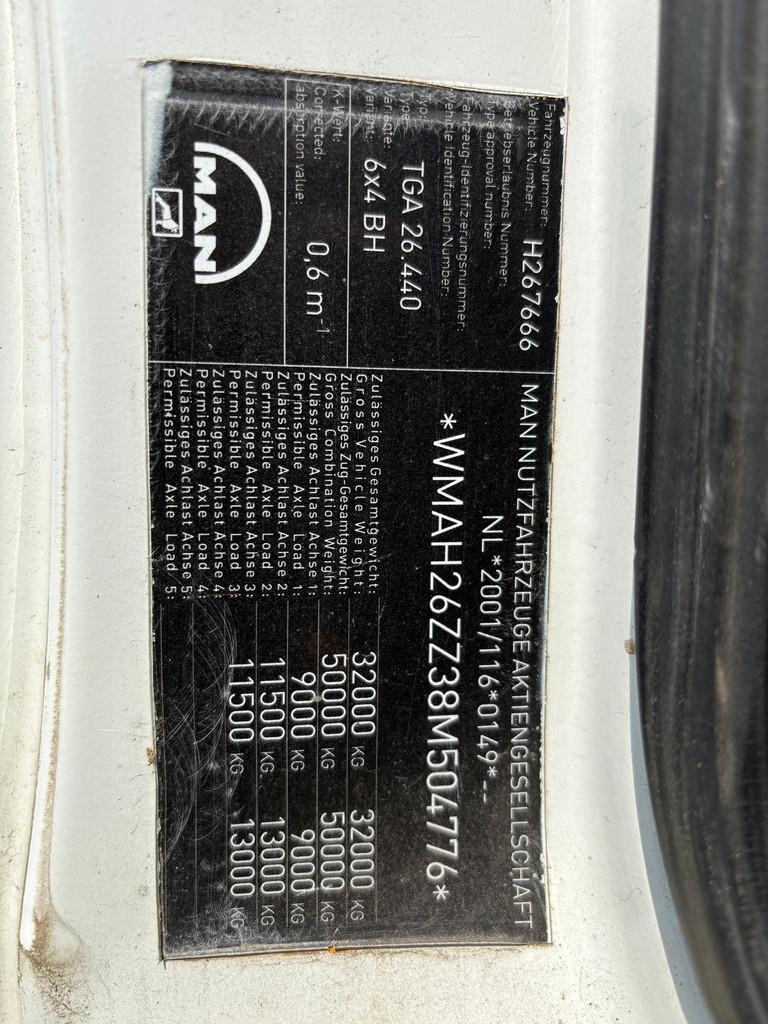 Fahrzeugnummer:
Vehicle Number: H267666
MAN NUTZFAHRZEUGE AKTIENGESELLSCHAFT
Betriebserlaubnis Nummer:
Type approval number: NL*2001/116*0149*--
Fahrzeug-Identifizierungsnummer:
Vehicle Identification Number: *WMAH26ZZ38M504776*
Typ:
Type: TGA 26.440
Variante:
Variant: 6x4 BH
K-Wert:
Corrected: 0,6 m-1
absorption value:
MAN
Zulässiges Gesamtgewicht:
Gross Vehicle Weight: 32000 KG 32000 KG
Zulässiges Zug-Gesamtgewicht:
Gross Combination Weight: 50000 KG 50000 KG
Zulässiges Achlast Achse 1:
Permissible Axle Load 1: 9000 KG 9000 KG
Zulässiges Achlast Achse 2:
Permissible Axle Load 2: 11500 KG 13000 KG
Zulässiges Achlast Achse 3:
Permissible Axle Load 3: 11500 KG 13000 KG
Zulässiges Achlast Achse 4:
Permissible Axle Load 4:
Zulässiges Achlast Achse 5:
Permissible Axle Load 5: